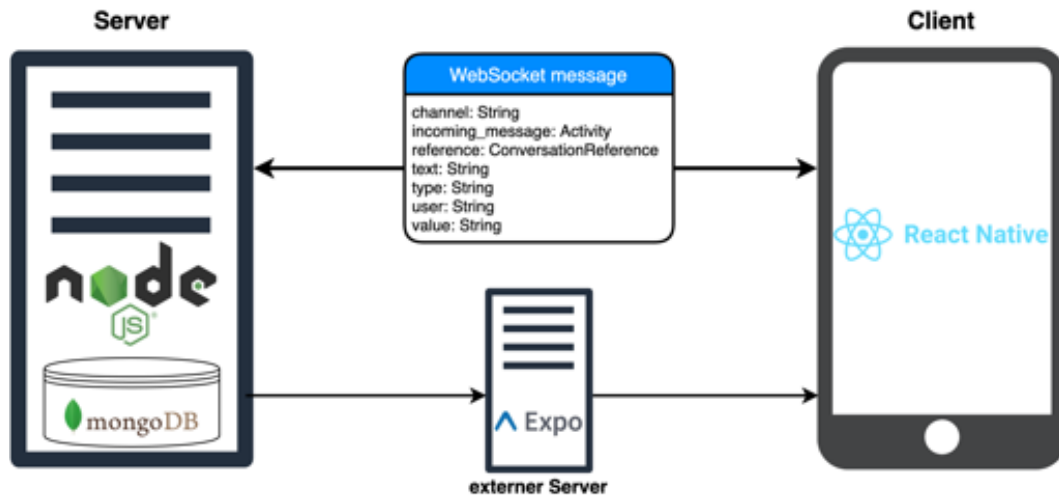 Server
Client
WebSocket message
channel: String
incoming_message: Activity
reference: ConversationReference
text: String
type: String
user: String
value: String
node
JS
mongoDB
React Native
Expo
externer Server